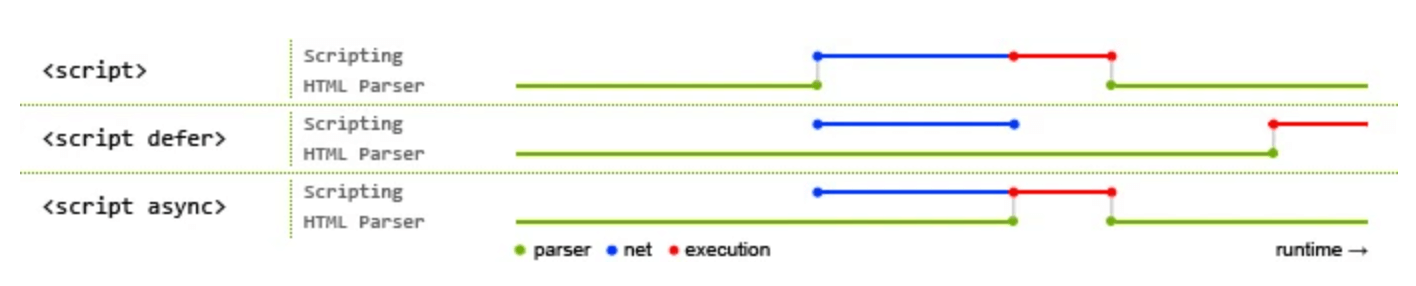 <script>
Scripting
HTML Parser
<script defer>
Scripting
HTML Parser
<script async>
Scripting
HTML Parser
parser net execution
runtime →